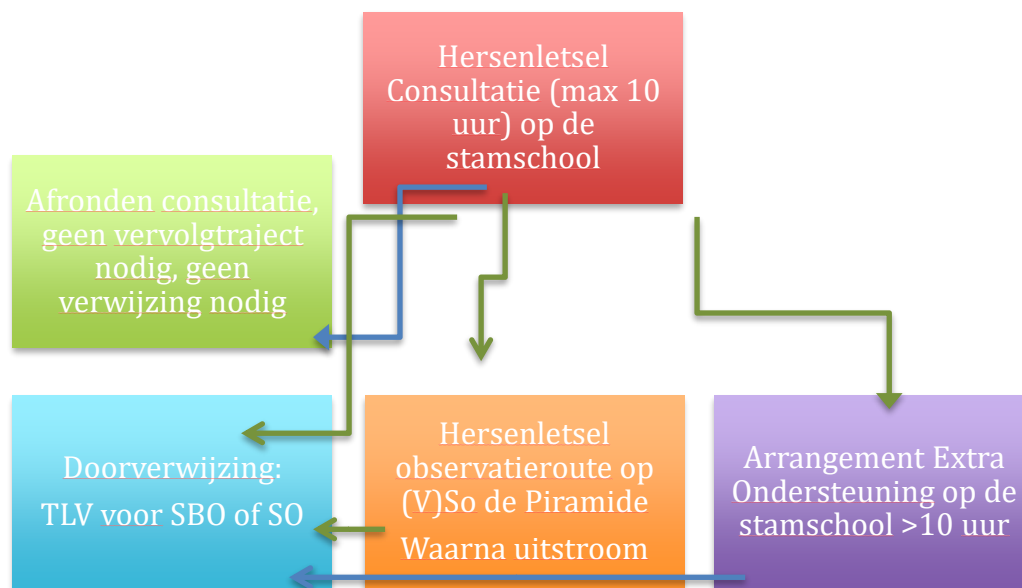 Hersenletsel
Consultatie (max 10
uur) op de
stamschool
Afronden consultatie,
geen vervolgtraject
nodig, geen
verwijzing nodig
Doorverwijzing:
TLV voor SBO of SO
Hersenletsel
observatieroute op
(V)So de Piramide
Waarna uitstroom
Arrangement Extra
Ondersteuning op de
stamschool >10 uur